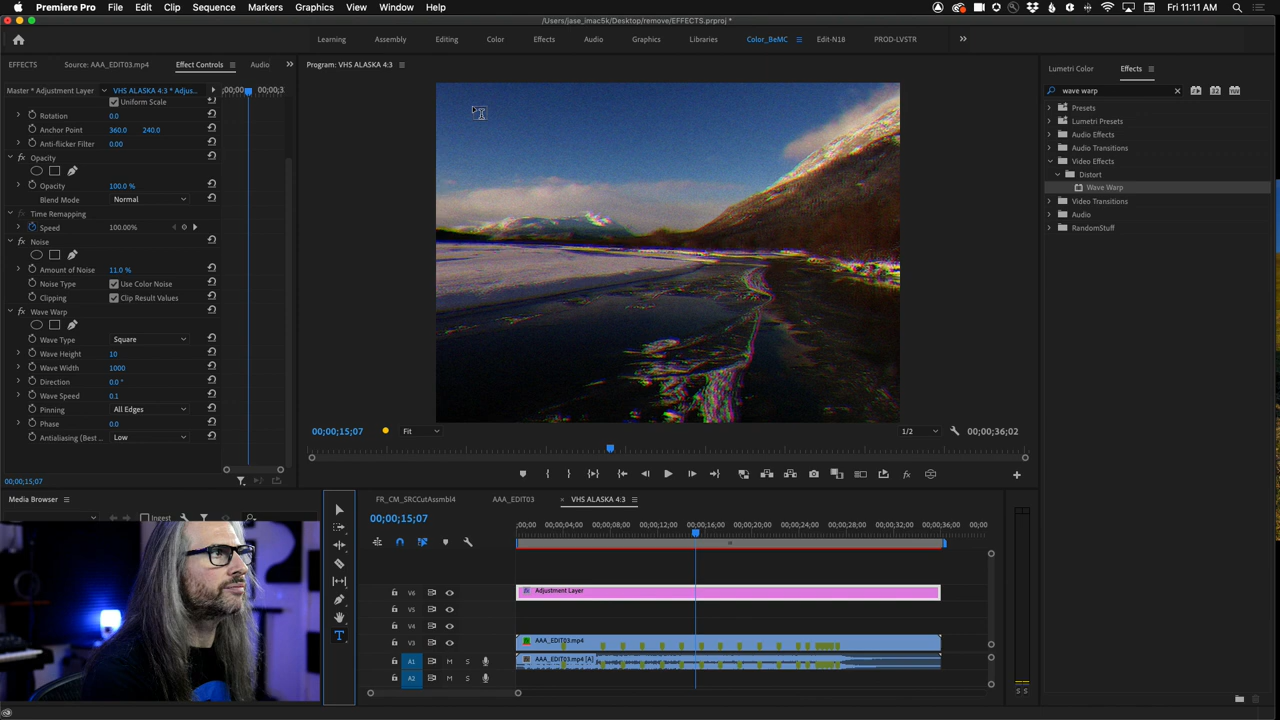 Premiere Pro File Edit Clip Sequence Markers Graphics View Window Help Fri 11:11 AM
/Users/jase_imac5k/Desktop/remove/EFFECTS.prproj *
Learning Assembly Editing Color Effects Audio Graphics Libraries Color_BeMC Edit-N18 PROD-LVSTR
EFFECTS Source: AAA_EDIT03.mp4 Effect Controls Audio
Program: VHS ALASKA 4:3
Lumetri Color Effects
Master * Adjustment Layer VHS ALASKA 4:3 * Adjus... ;00;00 00;00;3
wave warp
Uniform Scale
Rotation 0.0
Anchor Point 360.0 240.0
Anti-flicker Filter 0.00
Opacity
Opacity 100.0 %
Blend Mode Normal
Time Remapping
Speed 100.00%
Noise
Amount of Noise 11.0 %
Noise Type Use Color Noise
Clipping Clip Result Values
Wave Warp
Wave Type Square
Wave Height 10
Wave Width 1000
Direction 0.0 °
Wave Speed 0.1
Pinning All Edges
Phase 0.0
Antialiasing (Best ... Low
00;00;15;07
Presets
Lumetri Presets
Audio Effects
Audio Transitions
Video Effects
Distort
Wave Warp
Video Transitions
Audio
RandomStuff
00;00;15;07 Fit 1/2 00;00;36;02
Media Browser
Ingest
FR_CM_SRCCutAssmbl4 AAA_EDIT03 × VHS ALASKA 4:3
00;00;15;07
;00;00 00;00;04;00 00;00;08;00 00;00;12;00 00;00;16;00 00;00;20;00 00;00;24;00 00;00;28;00 00;00;32;00 00;00;36;00 00;00
V6 Adjustment Layer
V5
V4
V3 AAA_EDIT03.mp4
A1 M S AAA_EDIT03.mp4 [A]
A2 M S
S S